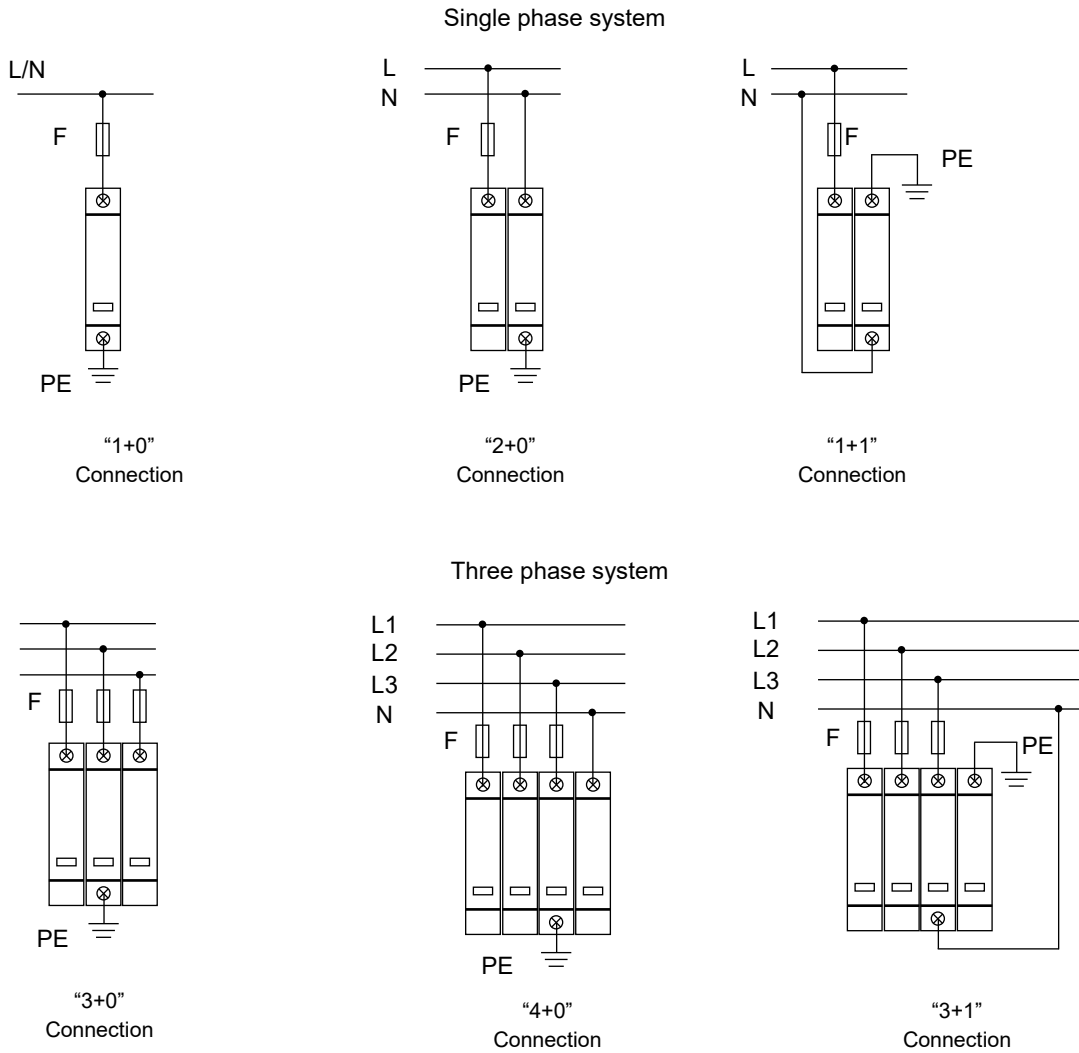 Single phase system
L/N
F
PE
“1+0”
Connection
L
N
F
PE
“2+0”
Connection
L
N
F
PE
“1+1”
Connection
Three phase system
F
PE
“3+0”
Connection
L1
L2
L3
N
F
PE
“4+0”
Connection
L1
L2
L3
N
F
PE
“3+1”
Connection